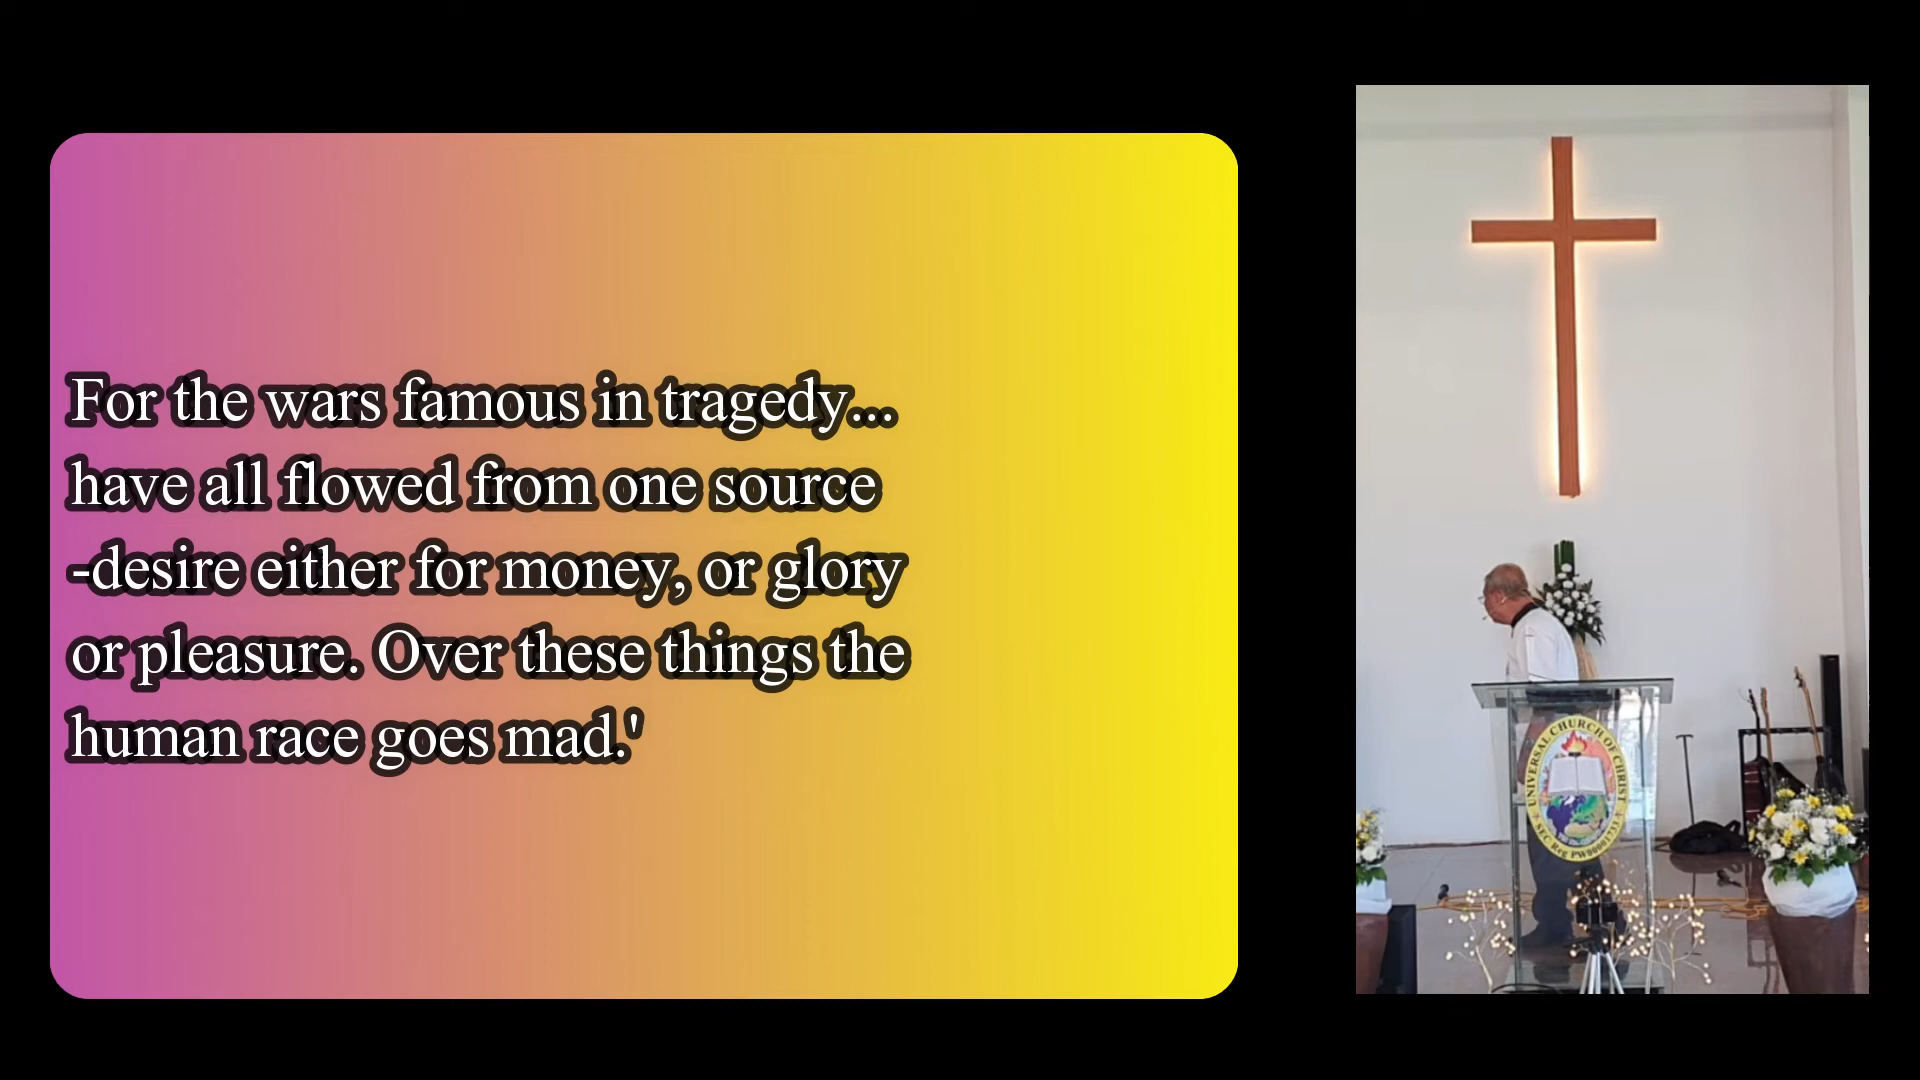 For the wars famous in tragedy...
have all flowed from one source
-desire either for money, or glory
or pleasure. Over these things the
human race goes mad.'
UNIVERSAL CHURCH OF CHRIST